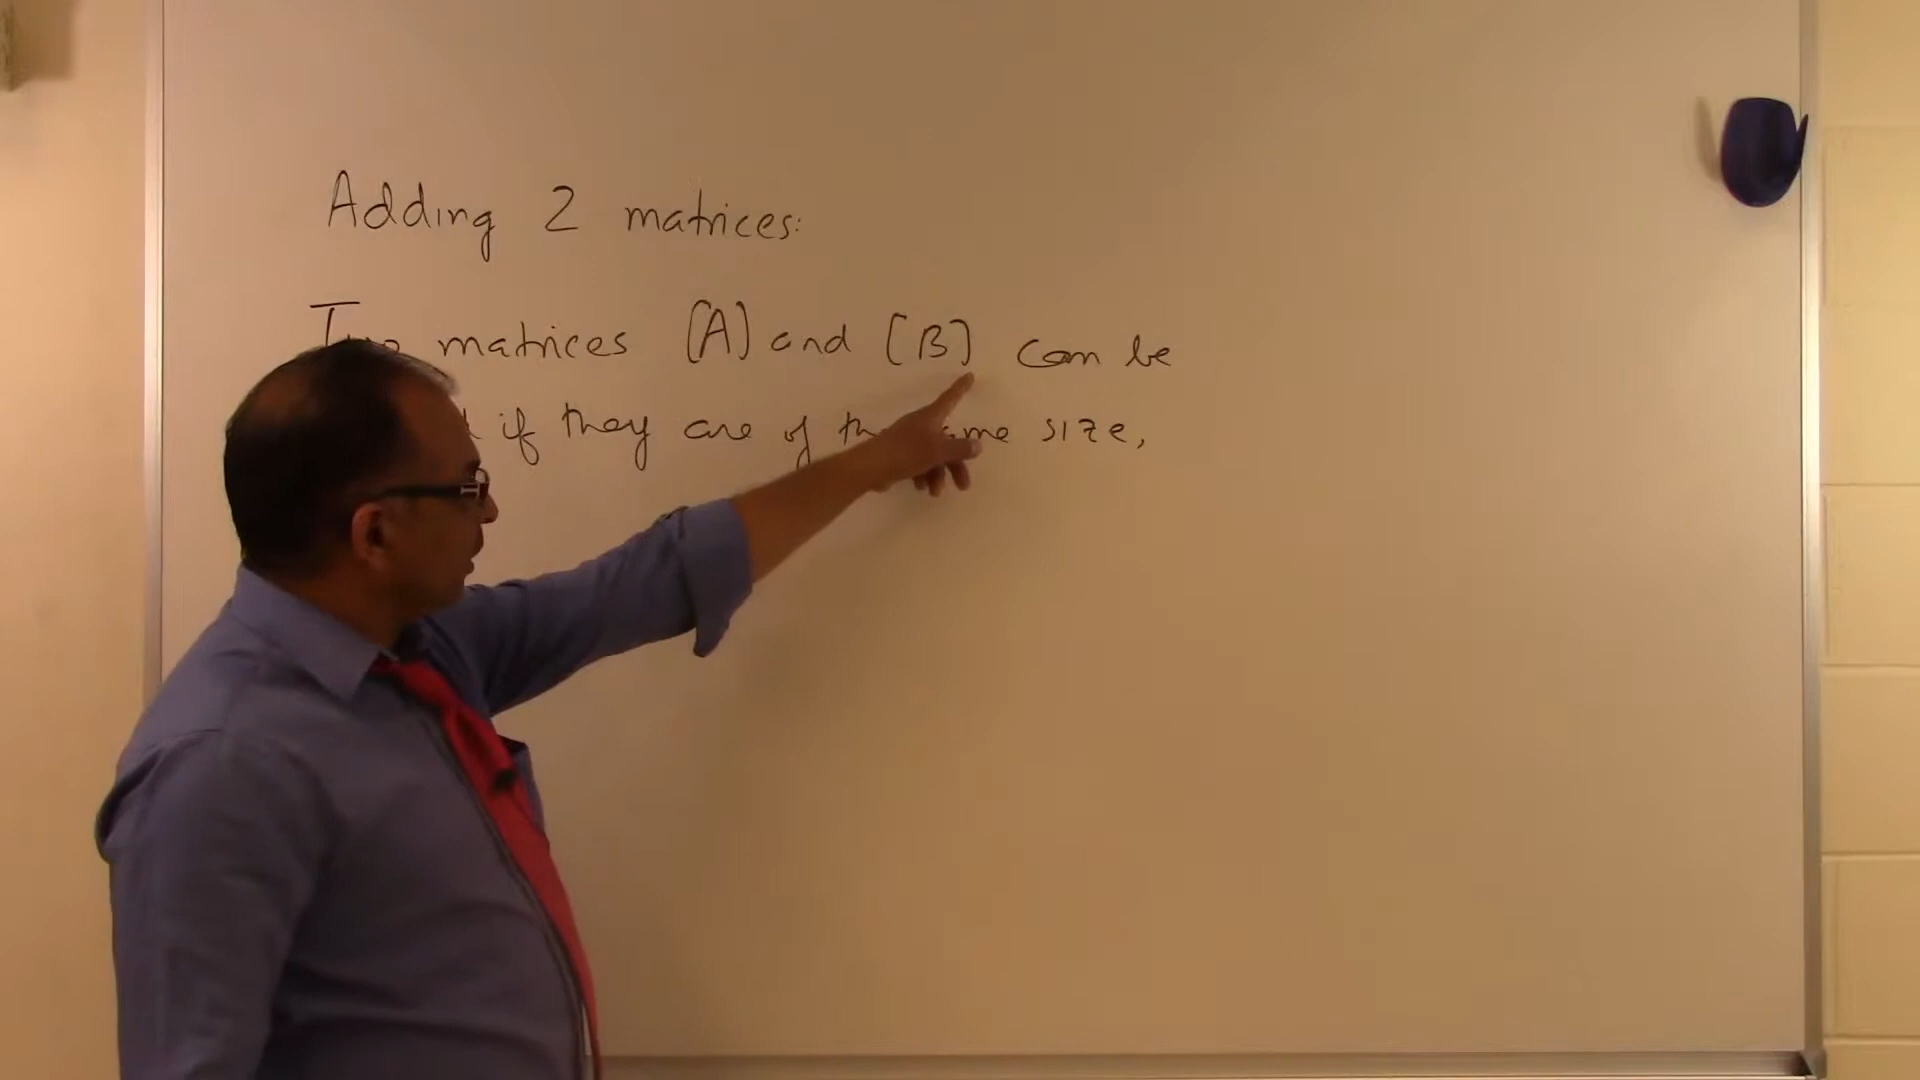 Adding 2 matrices:
Two matrices [A] and [B] can be
if they are of the same size,